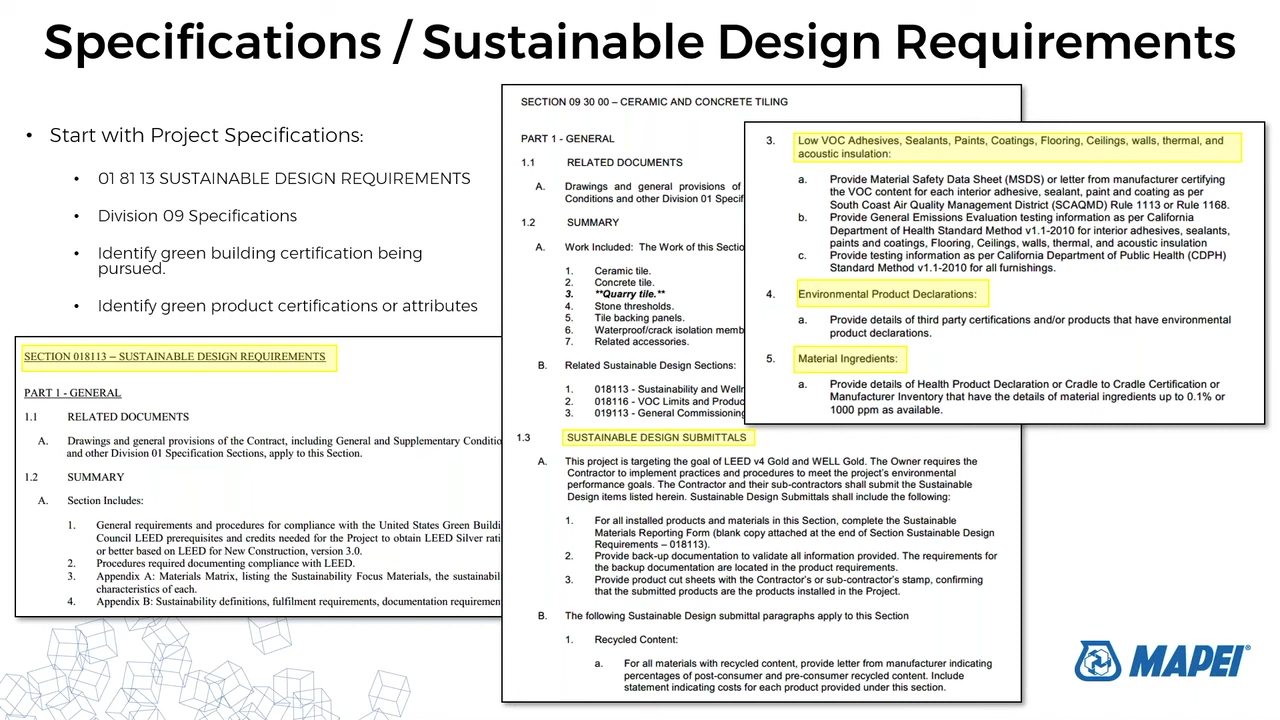 Specifications / Sustainable Design Requirements
• Start with Project Specifications:
• 01 81 13 SUSTAINABLE DESIGN REQUIREMENTS
• Division 09 Specifications
• Identify green building certification being
pursued.
• Identify green product certifications or attributes
SECTION 018113 – SUSTAINABLE DESIGN REQUIREMENTS
PART 1 - GENERAL
1.1 RELATED DOCUMENTS
A. Drawings and general provisions of the Contract, including General and Supplementary Conditio
and other Division 01 Specification Sections, apply to this Section.
1.2 SUMMARY
A. Section Includes:
1. General requirements and procedures for compliance with the United States Green Buildi
Council LEED prerequisites and credits needed for the Project to obtain LEED Silver rati
or better based on LEED for New Construction, version 3.0.
2. Procedures required documenting compliance with LEED.
3. Appendix A: Materials Matrix, listing the Sustainability Focus Materials, the sustainabil
characteristics of each.
4. Appendix B: Sustainability definitions, fulfilment requirements, documentation requiremen
SECTION 09 30 00 – CERAMIC AND CONCRETE TILING
PART 1 - GENERAL
1.1 RELATED DOCUMENTS
A. Drawings and general provisions of
Conditions and other Division 01 Specif
1.2 SUMMARY
A. Work Included: The Work of this Sectio
1. Ceramic tile.
2. Concrete tile.
3. **Quarry tile.**
4. Stone thresholds.
5. Tile backing panels.
6. Waterproof/crack isolation memb
7. Related accessories.
B. Related Sustainable Design Sections:
1. 018113 - Sustainability and Welln
2. 018116 - VOC Limits and Produc
3. 019113 - General Commissioning
1.3 SUSTAINABLE DESIGN SUBMITTALS
A. This project is targeting the goal of LEED v4 Gold and WELL Gold. The Owner requires the
Contractor to implement practices and procedures to meet the project's environmental
performance goals. The Contractor and their sub-contractors shall submit the Sustainable
Design items listed herein. Sustainable Design Submittals shall include the following:
1. For all installed products and materials in this Section, complete the Sustainable
Materials Reporting Form (blank copy attached at the end of Section Sustainable Design
Requirements – 018113).
2. Provide back-up documentation to validate all information provided. The requirements for
the backup documentation are located in the product requirements.
3. Provide product cut sheets with the Contractor's or sub-contractor's stamp, confirming
that the submitted products are the products installed in the Project.
B. The following Sustainable Design submittal paragraphs apply to this Section
1. Recycled Content:
a. For all materials with recycled content, provide letter from manufacturer indicating
percentages of post-consumer and pre-consumer recycled content. Include
statement indicating costs for each product provided under this section.
3. Low VOC Adhesives, Sealants, Paints, Coatings, Flooring, Ceilings, walls, thermal, and
acoustic insulation:
a. Provide Material Safety Data Sheet (MSDS) or letter from manufacturer certifying
the VOC content for each interior adhesive, sealant, paint and coating as per
South Coast Air Quality Management District (SCAQMD) Rule 1113 or Rule 1168.
b. Provide General Emissions Evaluation testing information as per California
Department of Health Standard Method v1.1-2010 for interior adhesives, sealants,
paints and coatings, Flooring, Ceilings, walls, thermal, and acoustic insulation
c. Provide testing information as per California Department of Public Health (CDPH)
Standard Method v1.1-2010 for all furnishings.
4. Environmental Product Declarations:
a. Provide details of third party certifications and/or products that have environmental
product declarations.
5. Material Ingredients:
a. Provide details of Health Product Declaration or Cradle to Cradle Certification or
Manufacturer Inventory that have the details of material ingredients up to 0.1% or
1000 ppm as available.
MAPEI®